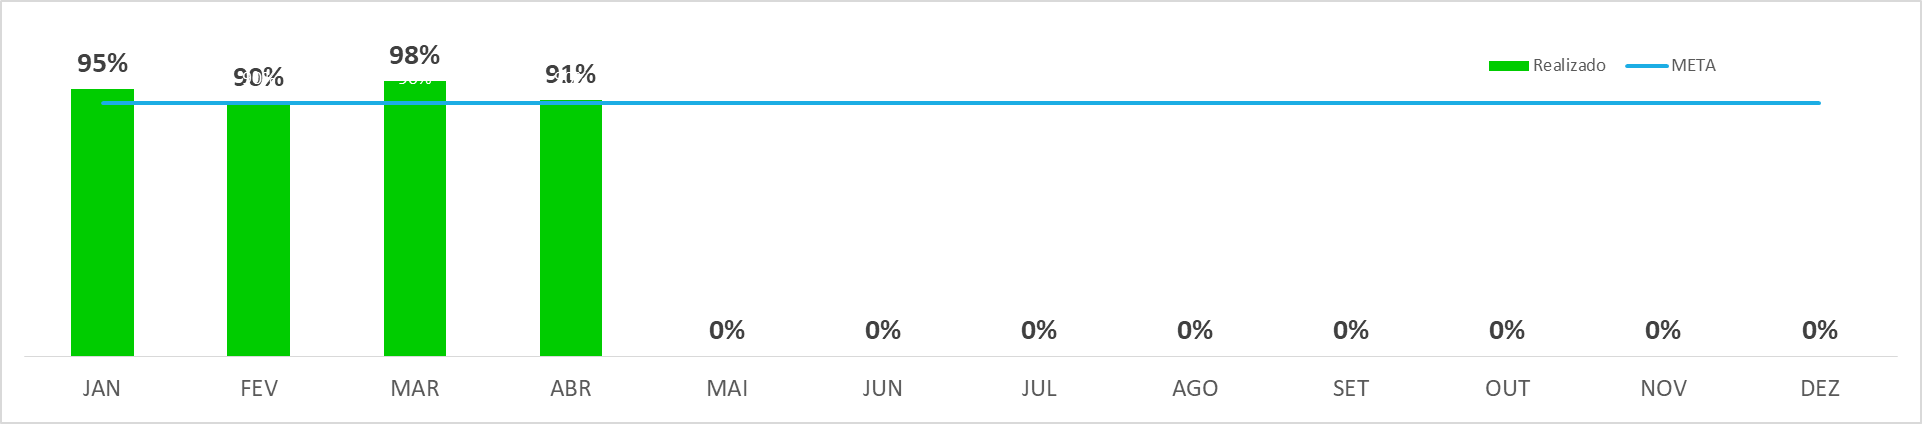 95%
90%
98%
91%
Realizado
META
0%
0%
0%
0%
0%
0%
0%
0%
JAN
FEV
MAR
ABR
MAI
JUN
JUL
AGO
SET
OUT
NOV
DEZ